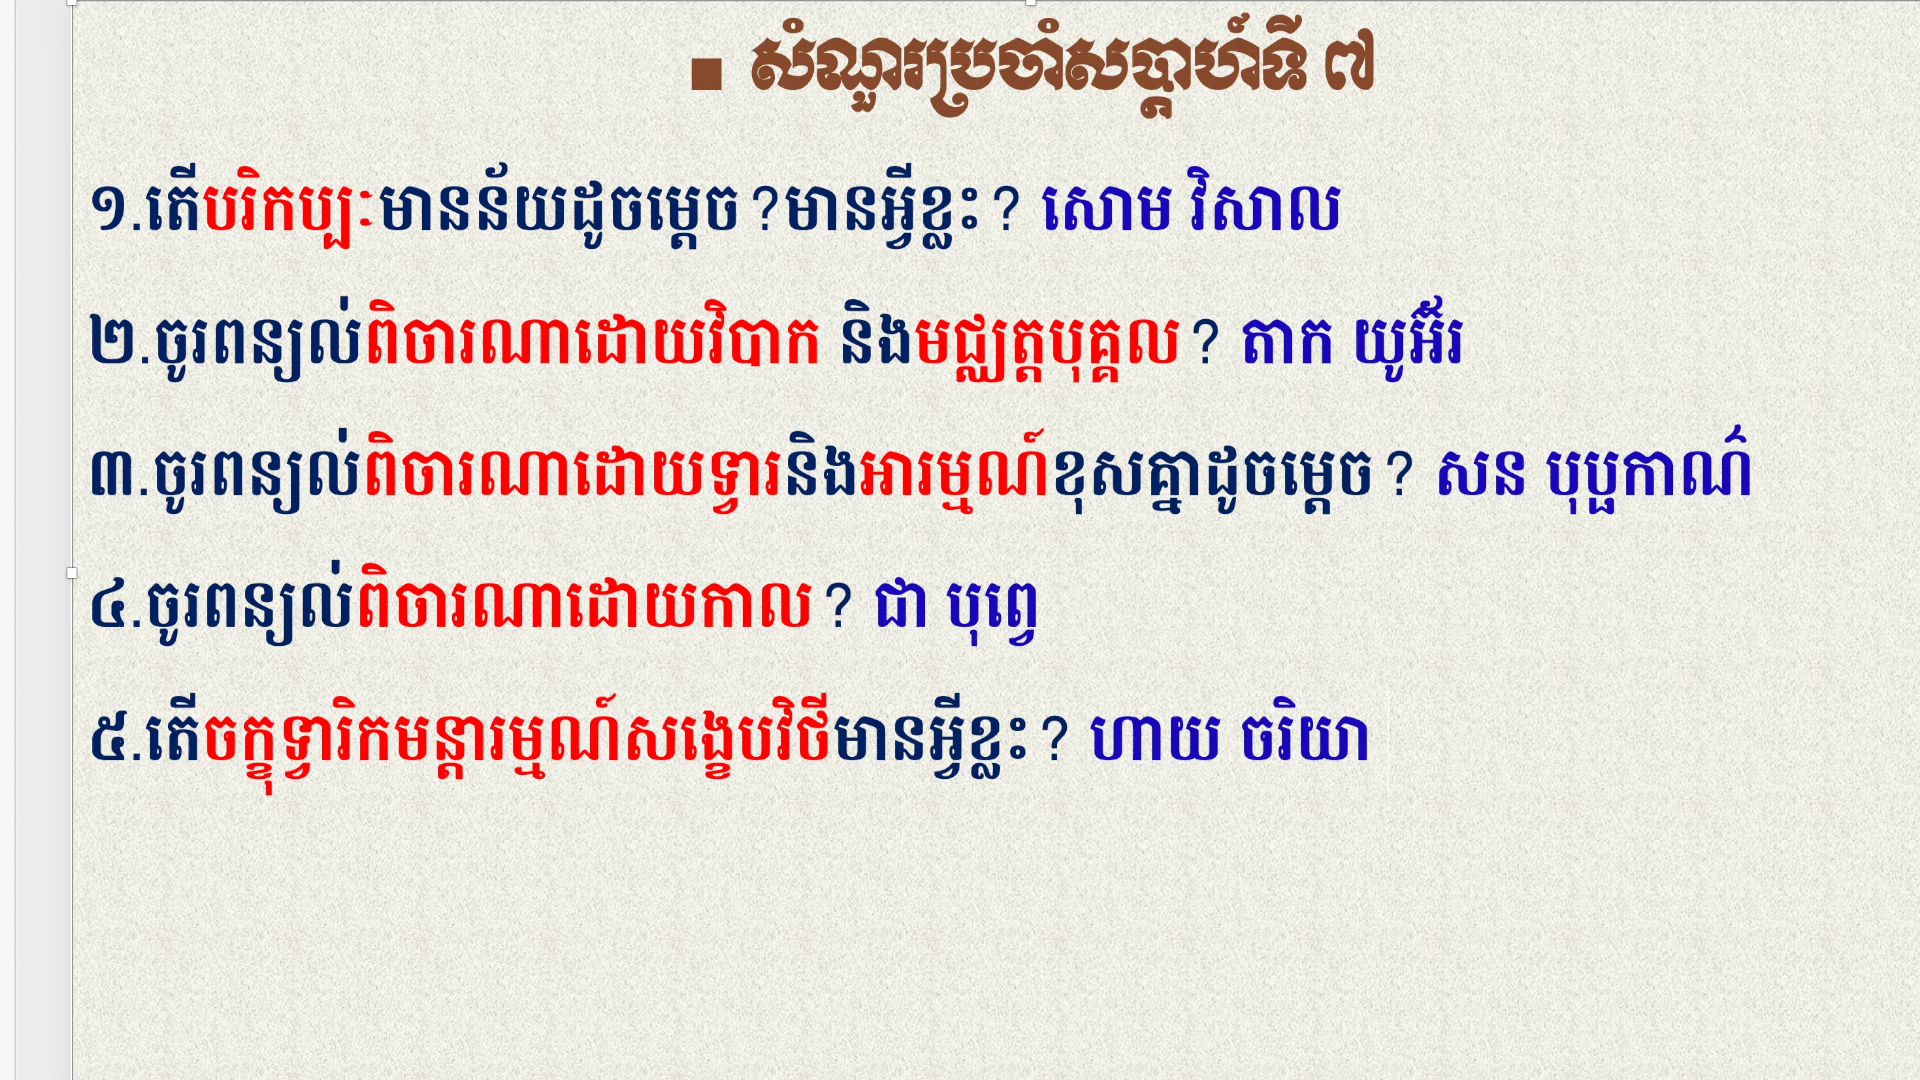 ▪ សំណួរប្រចាំសប្តាហ៍ទី ៧
១.តើបរិកប្បៈមានន័យដូចម្តេច?មានអ្វីខ្លះ? សោម វិសាល
២.ចូរពន្យល់ពិចារណាដោយវិបាក និងមជ្ឈត្តបុគ្គល? តាក យូអ៊ីវ
៣.ចូរពន្យល់ពិចារណាដោយទ្វារនិងអារម្មណ៍ខុសគ្នាដូចម្តេច? សន បុប្ផកាណ៌
៤.ចូរពន្យល់ពិចារណាដោយកាល? ជា បុព្វេ
៥.តើចក្ខុទ្វារិកមន្តារម្មណ៍សង្ខេបវិថីមានអ្វីខ្លះ? ហាយ ចរិយា